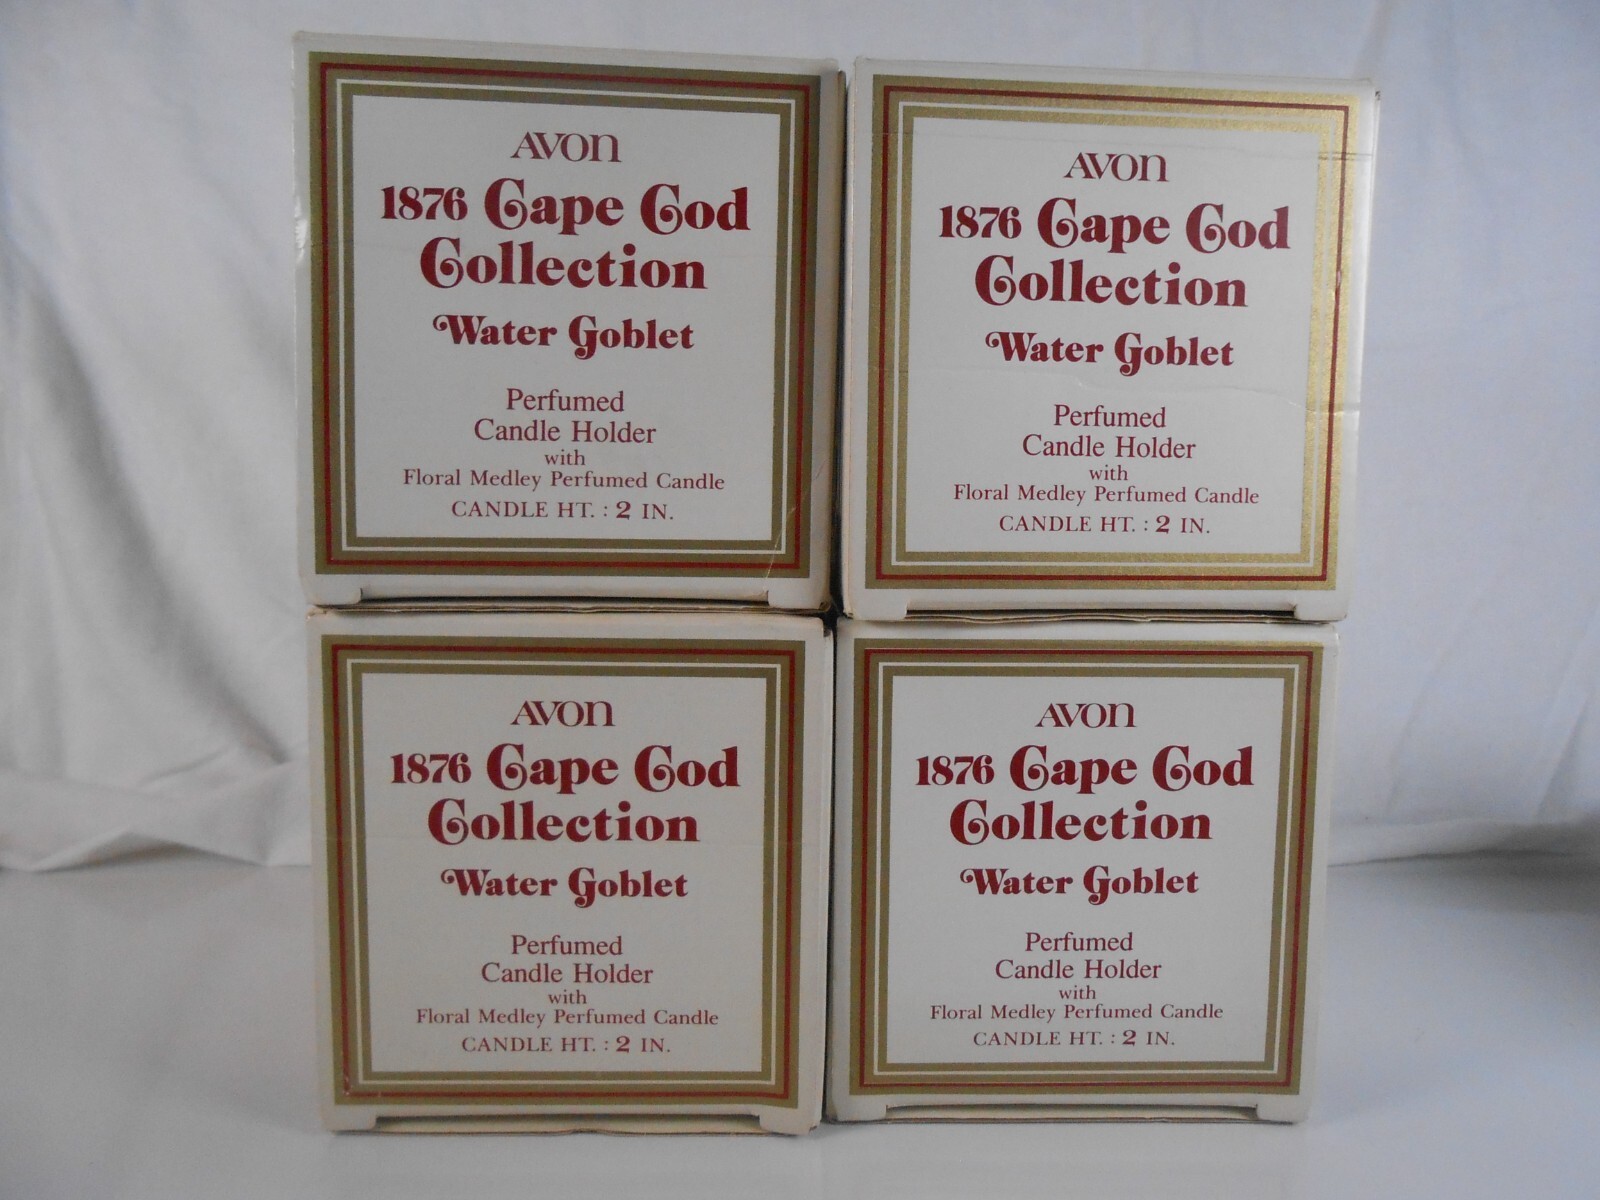 AVON
1876 Cape Cod
Collection
Water Goblet
Perfumed
Candle Holder
with
Floral Medley Perfumed Candle
CANDLE HT. : 2 IN.
AVON
1876 Cape Cod
Collection
Water Goblet
Perfumed
Candle Holder
with
Floral Medley Perfumed Candle
CANDLE HT. : 2 IN.
AVON
1876 Cape Cod
Collection
Water Goblet
Perfumed
Candle Holder
with
Floral Medley Perfumed Candle
CANDLE HT. : 2 IN.
AVON
1876 Cape Cod
Collection
Water Goblet
Perfumed
Candle Holder
with
Floral Medley Perfumed Candle
CANDLE HT. : 2 IN.